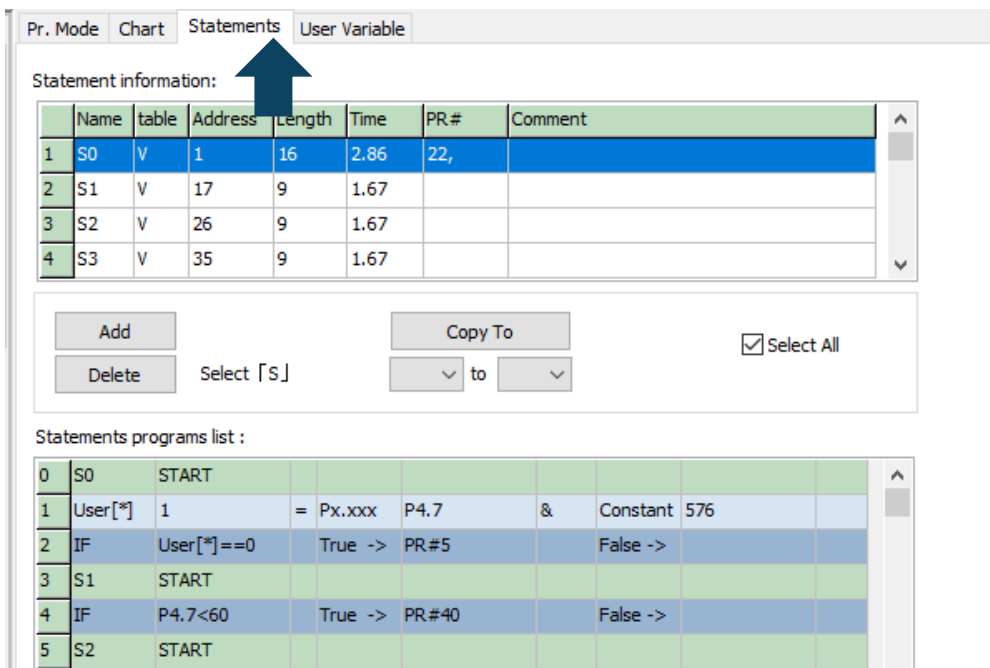 Pr. Mode Chart Statements User Variable
Statement information:
Name table Address Length Time PR# Comment
1 S0 V 1 16 2.86 22,
2 S1 V 17 9 1.67
3 S2 V 26 9 1.67
4 S3 V 35 9 1.67
Add Copy To
Select All
Delete Select「S」 to
Statements programs list :
0 S0 START
1 User[*] 1 = Px.xxx P4.7 & Constant 576
2 IF User[*]==0 True -> PR#5 False ->
3 S1 START
4 IF P4.7<60 True -> PR#40 False ->
5 S2 START